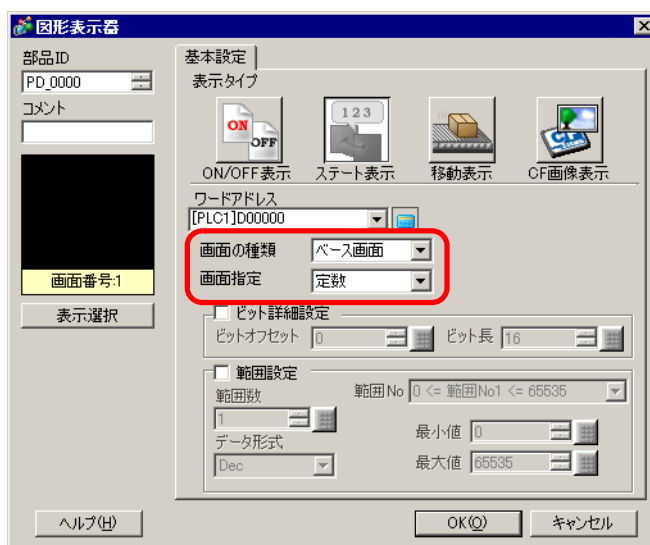 図形表示器
部品ID
PD_0000
コメント
画面番号:1
表示選択
基本設定
表示タイプ
ON
OFF
123
CF
ON/OFF表示
ステート表示
移動表示
CF画像表示
ワードアドレス
[PLC1]D00000
画面の種類 ベース画面
画面指定 定数
ビット詳細設定
ビットオフセット 0 ビット長 16
範囲設定
範囲数 範囲No 0 <= 範囲No1 <= 65535
1
最小値 0
データ形式
Dec 最大値 65535
ヘルプ(H) OK(O) キャンセル